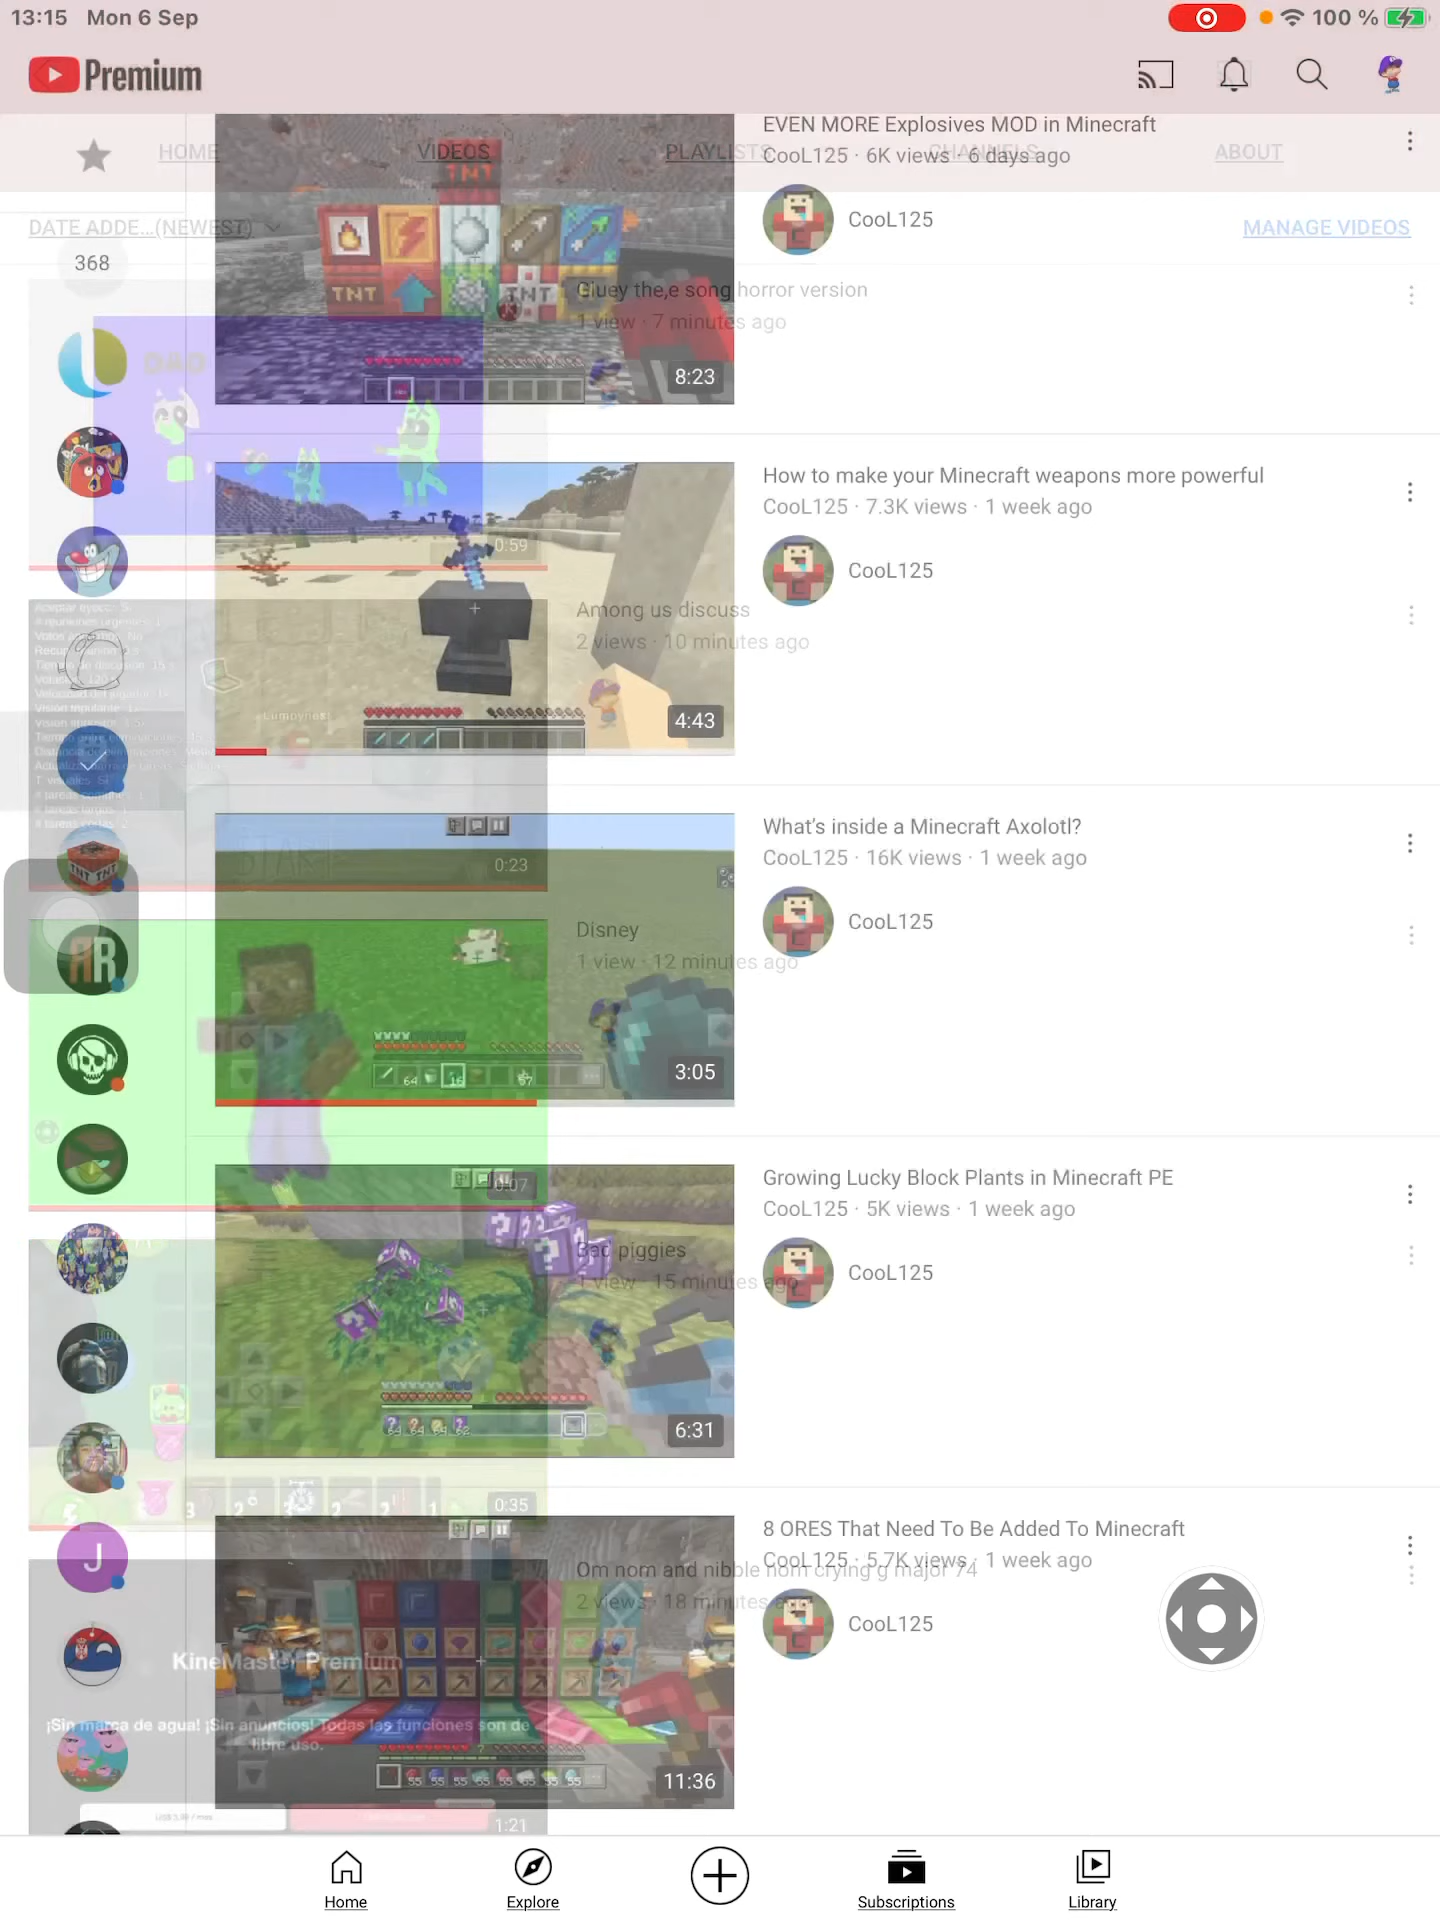 13:15 Mon 6 Sep
100 %
Premium
EVEN MORE Explosives MOD in Minecraft
HOME VIDEOS PLAYLISTS CHANNELS ABOUT
CooL125 · 6K views · 6 days ago
CooL125
DATE ADDE...(NEWEST)
MANAGE VIDEOS
368
TNT
TNT
TNT
Gluey the,e song horror version
1 view · 7 minutes ago
DAD
8:23
How to make your Minecraft weapons more powerful
CooL125 · 7.3K views · 1 week ago
0:59
CooL125
Among us discuss
2 views · 10 minutes ago
4:43
What's inside a Minecraft Axolotl?
CooL125 · 16K views · 1 week ago
0:23
CooL125
Disney
1 view · 12 minutes ago
3:05
Growing Lucky Block Plants in Minecraft PE
CooL125 · 5K views · 1 week ago
0:07
Bad piggies
1 view · 15 minutes ago
CooL125
6:31
0:35
8 ORES That Need To Be Added To Minecraft
CooL125 · 5.7K views · 1 week ago
Om nom and nibble nom crying g major 74
2 views · 18 minutes ago
CooL125
J
KineMaster Premium
¡Sin marca de agua! ¡Sin anuncios! Todas las funciones son de
libre uso.
11:36
1:21
Home Explore Subscriptions Library